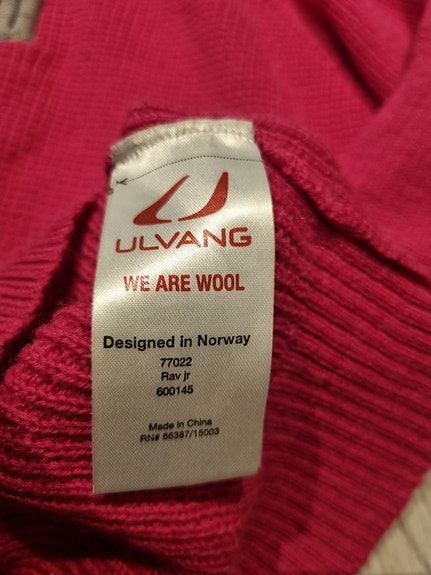 ULVANG
WE ARE WOOL
Designed in Norway
77022
Rav jr
600145
Made in China
RN# 66387/15003